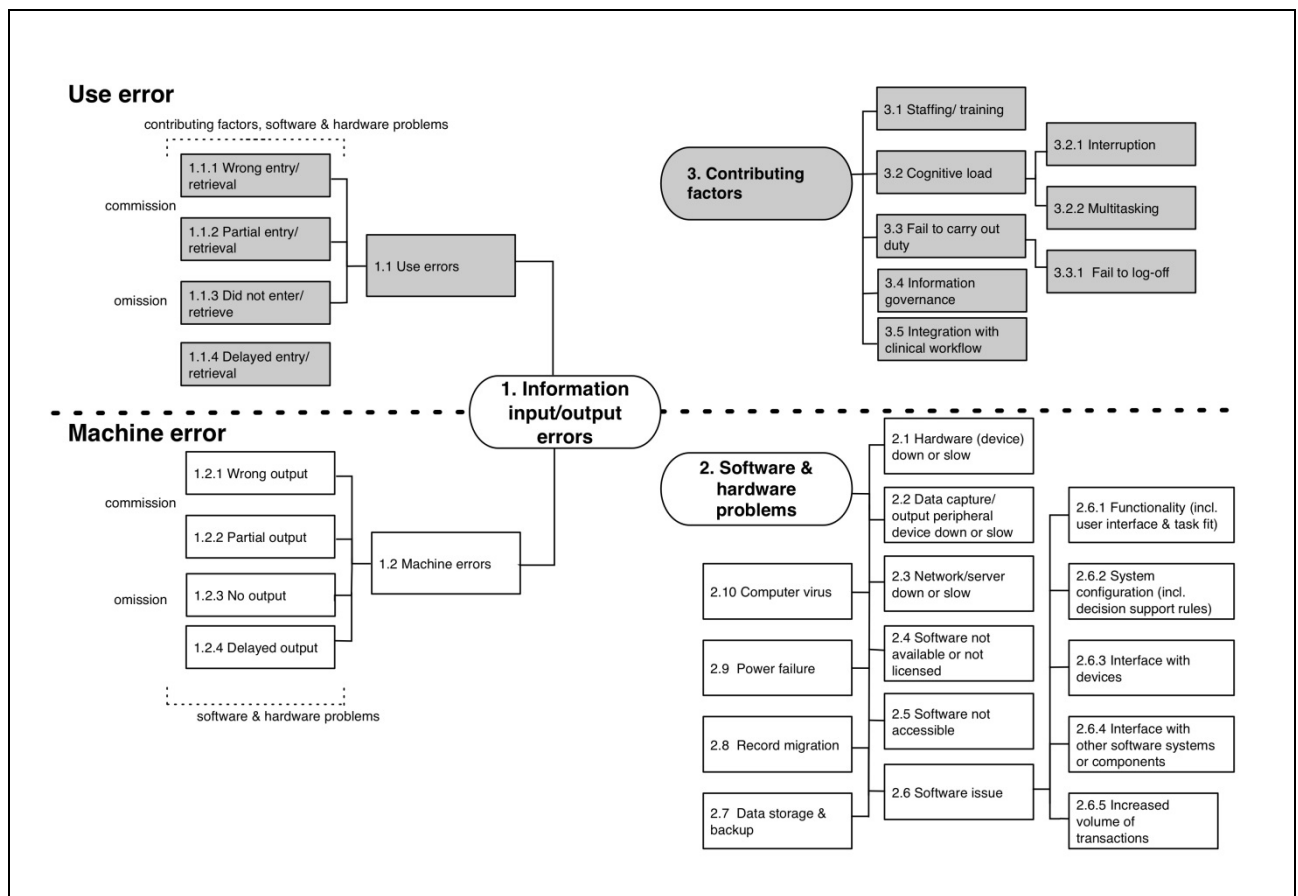 Use error
contributing factors, software & hardware problems
1.1.1 Wrong entry/
retrieval
commission
1.1.2 Partial entry/
retrieval
1.1 Use errors
omission
1.1.3 Did not enter/
retrieve
1.1.4 Delayed entry/
retrieval
3. Contributing
factors
3.1 Staffing/ training
3.2 Cognitive load
3.2.1 Interruption
3.2.2 Multitasking
3.3 Fail to carry out
duty
3.3.1 Fail to log-off
3.4 Information
governance
3.5 Integration with
clinical workflow
1. Information
input/output
errors
Machine error
1.2.1 Wrong output
commission
1.2.2 Partial output
1.2 Machine errors
omission
1.2.3 No output
1.2.4 Delayed output
software & hardware problems
2. Software &
hardware
problems
2.1 Hardware (device)
down or slow
2.2 Data capture/
output peripheral
device down or slow
2.3 Network/server
down or slow
2.4 Software not
available or not
licensed
2.5 Software not
accessible
2.6 Software issue
2.10 Computer virus
2.9 Power failure
2.8 Record migration
2.7 Data storage &
backup
2.6.1 Functionality (incl.
user interface & task fit)
2.6.2 System
configuration (incl.
decision support rules)
2.6.3 Interface with
devices
2.6.4 Interface with
other software systems
or components
2.6.5 Increased
volume of
transactions